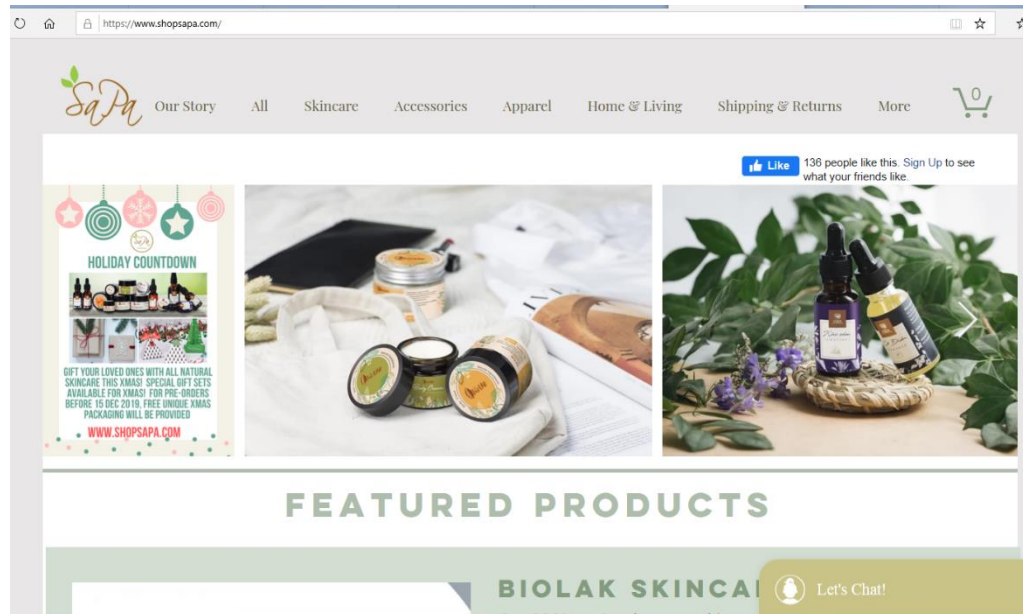 https://www.shopsapa.com/
SaPa
Our Story All Skincare Accessories Apparel Home & Living Shipping & Returns More
0
Like 136 people like this. Sign Up to see
what your friends like.
SaPa
HOLIDAY COUNTDOWN
GIFT YOUR LOVED ONES WITH ALL NATURAL
SKINCARE THIS XMAS! SPECIAL GIFT SETS
AVAILABLE FOR XMAS! FOR PRE-ORDERS
BEFORE 15 DEC 2019, FREE UNIQUE XMAS
PACKAGING WILL BE PROVIDED
WWW.SHOPSAPA.COM
FEATURED PRODUCTS
BIOLAK SKINCA
Let's Chat!